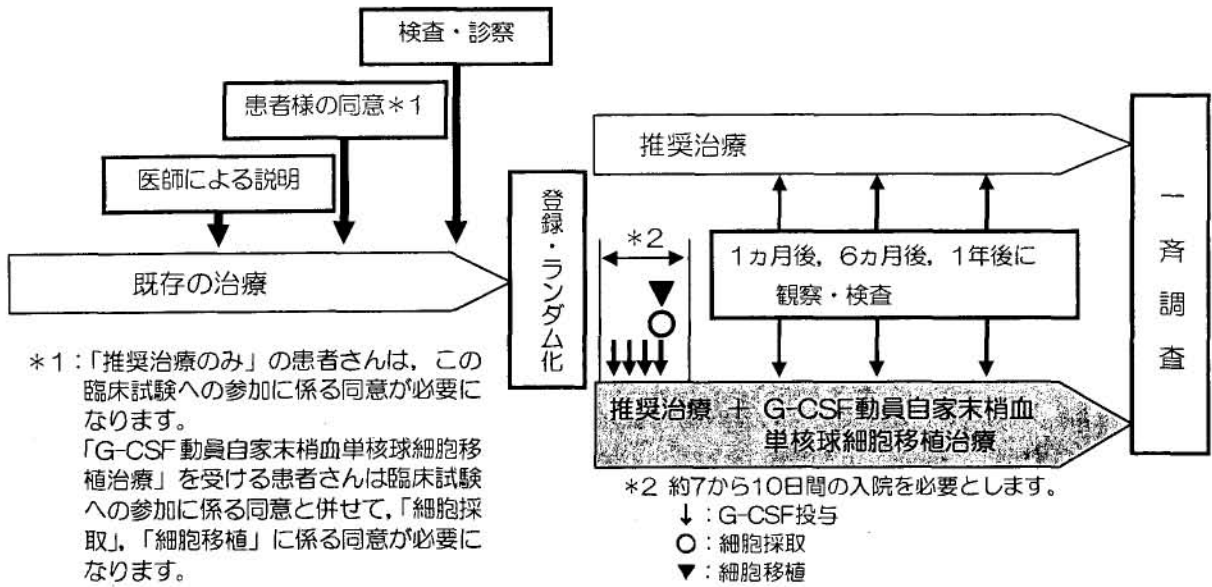 検査・診察
患者様の同意*1
医師による説明
既存の治療
登録・ランダム化
推奨治療
*2
1ヵ月後，6ヵ月後，1年後に
観察・検査
推奨治療 ＋ G-CSF動員自家末梢血
単核球細胞移植治療
一斉調査
*1：「推奨治療のみ」の患者さんは，この
臨床試験への参加に係る同意が必要に
なります。
「G-CSF動員自家末梢血単核球細胞移
植治療」を受ける患者さんは臨床試験
への参加に係る同意と併せて，「細胞採
取」，「細胞移植」に係る同意が必要に
なります。
*2 約7から10日間の入院を必要とします。
↓：G-CSF投与
○：細胞採取
▼：細胞移植